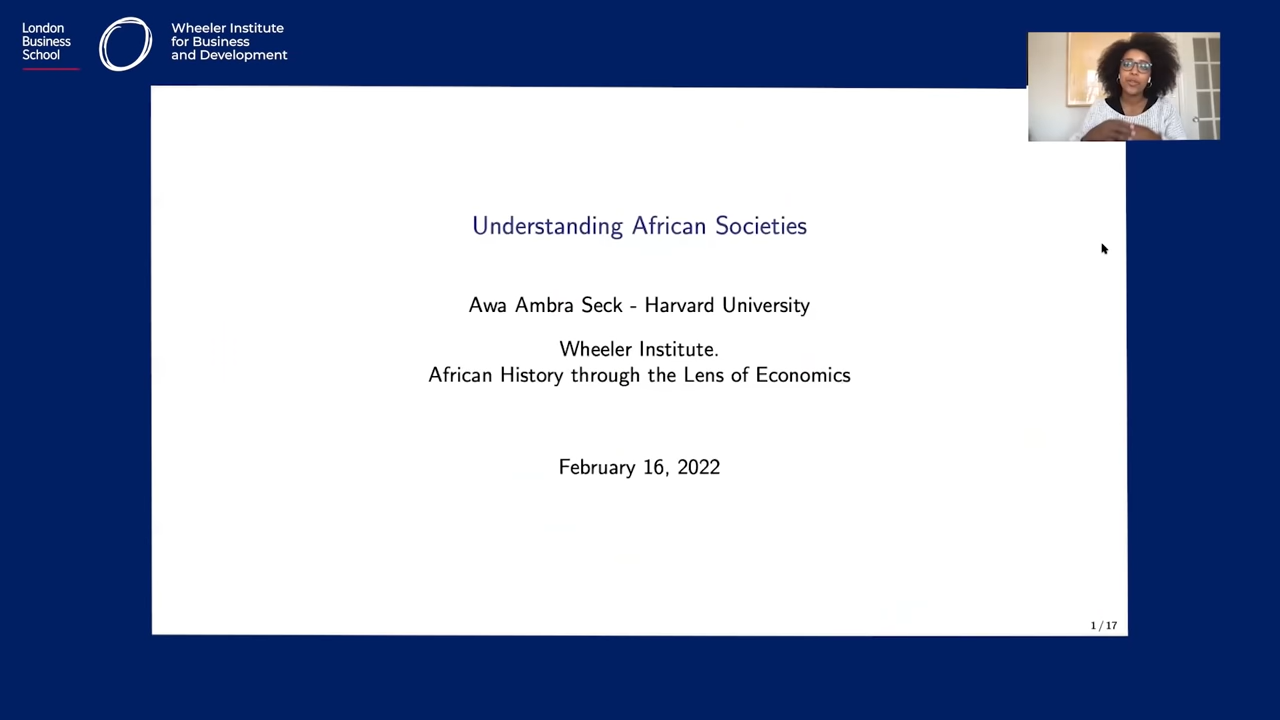 London
Business
School
Wheeler Institute
for Business
and Development
Understanding African Societies
Awa Ambra Seck - Harvard University
Wheeler Institute.
African History through the Lens of Economics
February 16, 2022
1 / 17